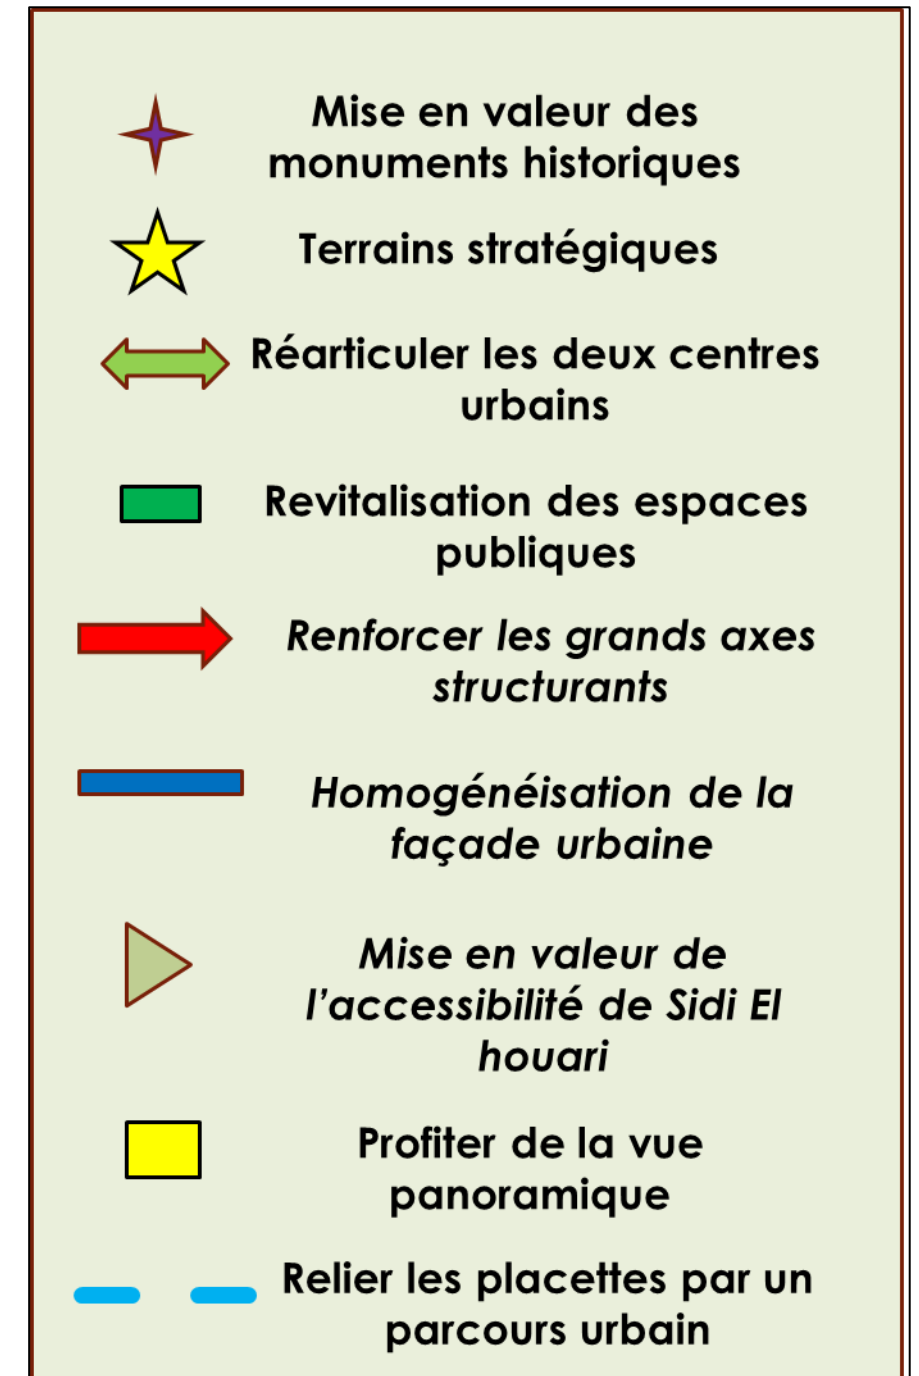 Mise en valeur des
monuments historiques
Terrains stratégiques
Réarticuler les deux centres
urbains
Revitalisation des espaces
publiques
Renforcer les grands axes
structurants
Homogénéisation de la
façade urbaine
Mise en valeur de
l’accessibilité de Sidi El
houari
Profiter de la vue
panoramique
Relier les placettes par un
parcours urbain